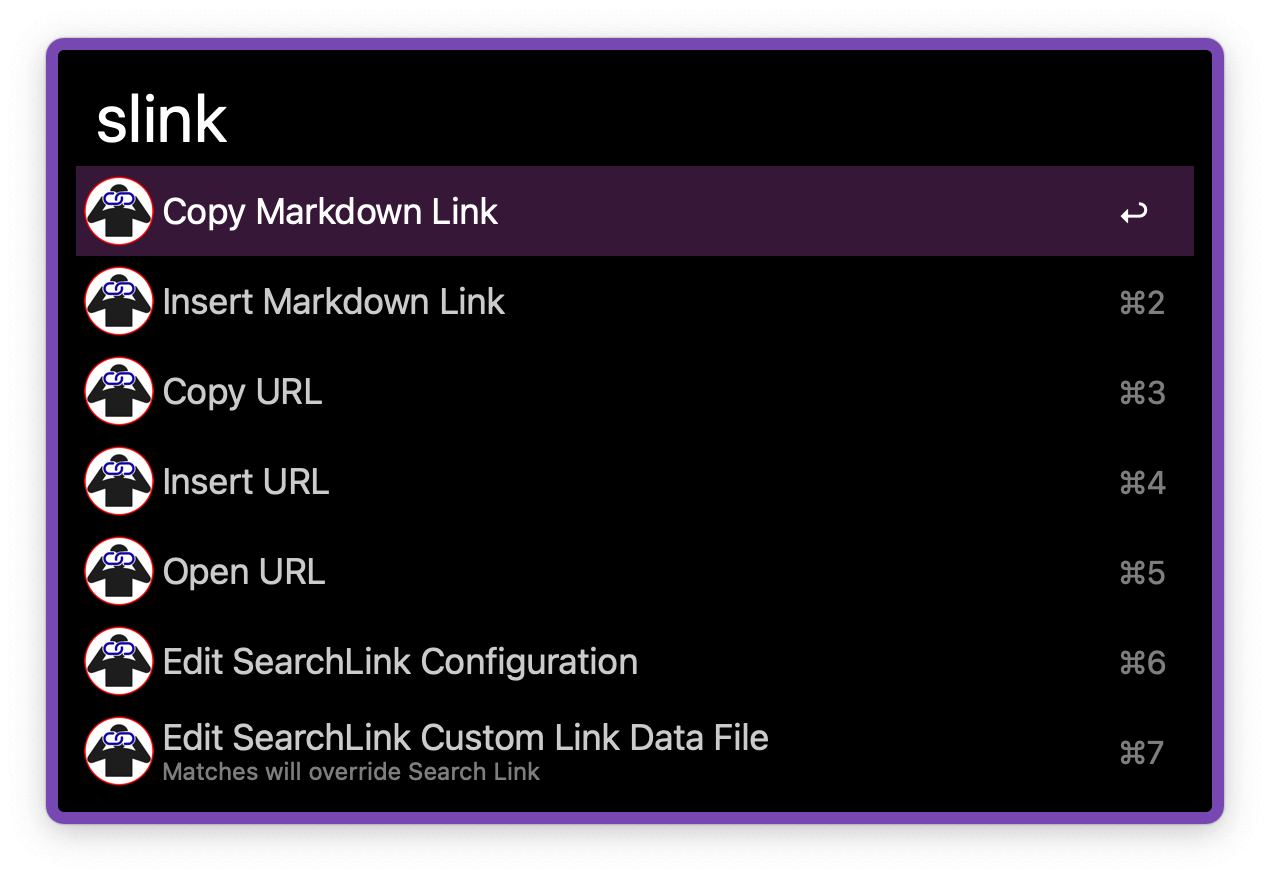 slink
Copy Markdown Link ↩
Insert Markdown Link ⌘2
Copy URL ⌘3
Insert URL ⌘4
Open URL ⌘5
Edit SearchLink Configuration ⌘6
Edit SearchLink Custom Link Data File ⌘7
Matches will override Search Link